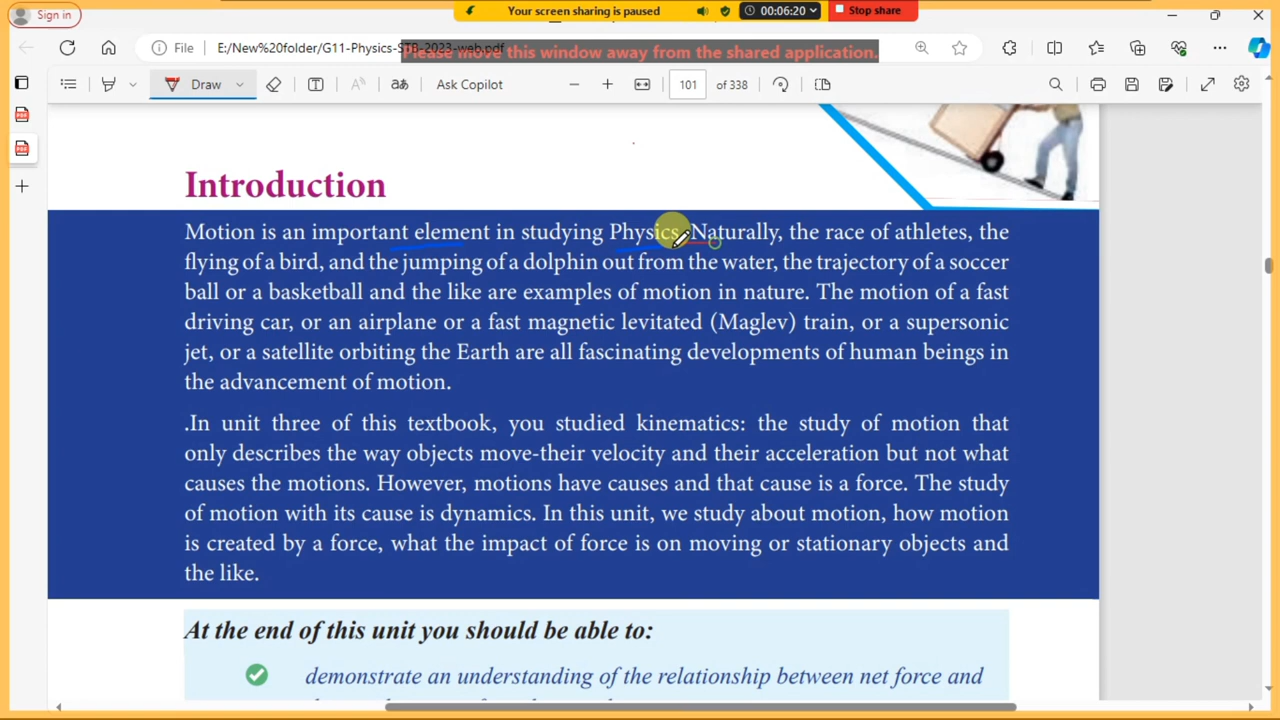 Sign in
Your screen sharing is paused
00:06:20
Stop share
File
E:/New%20folder/G11-Physics-STB-2023-web.pdf
Please move this window away from the shared application.
Draw
Ask Copilot
101
of 338
Introduction
Motion is an important element in studying Physics. Naturally, the race of athletes, the
flying of a bird, and the jumping of a dolphin out from the water, the trajectory of a soccer
ball or a basketball and the like are examples of motion in nature. The motion of a fast
driving car, or an airplane or a fast magnetic levitated (Maglev) train, or a supersonic
jet, or a satellite orbiting the Earth are all fascinating developments of human beings in
the advancement of motion.
.In unit three of this textbook, you studied kinematics: the study of motion that
only describes the way objects move-their velocity and their acceleration but not what
causes the motions. However, motions have causes and that cause is a force. The study
of motion with its cause is dynamics. In this unit, we study about motion, how motion
is created by a force, what the impact of force is on moving or stationary objects and
the like.
At the end of this unit you should be able to:
demonstrate an understanding of the relationship between net force and